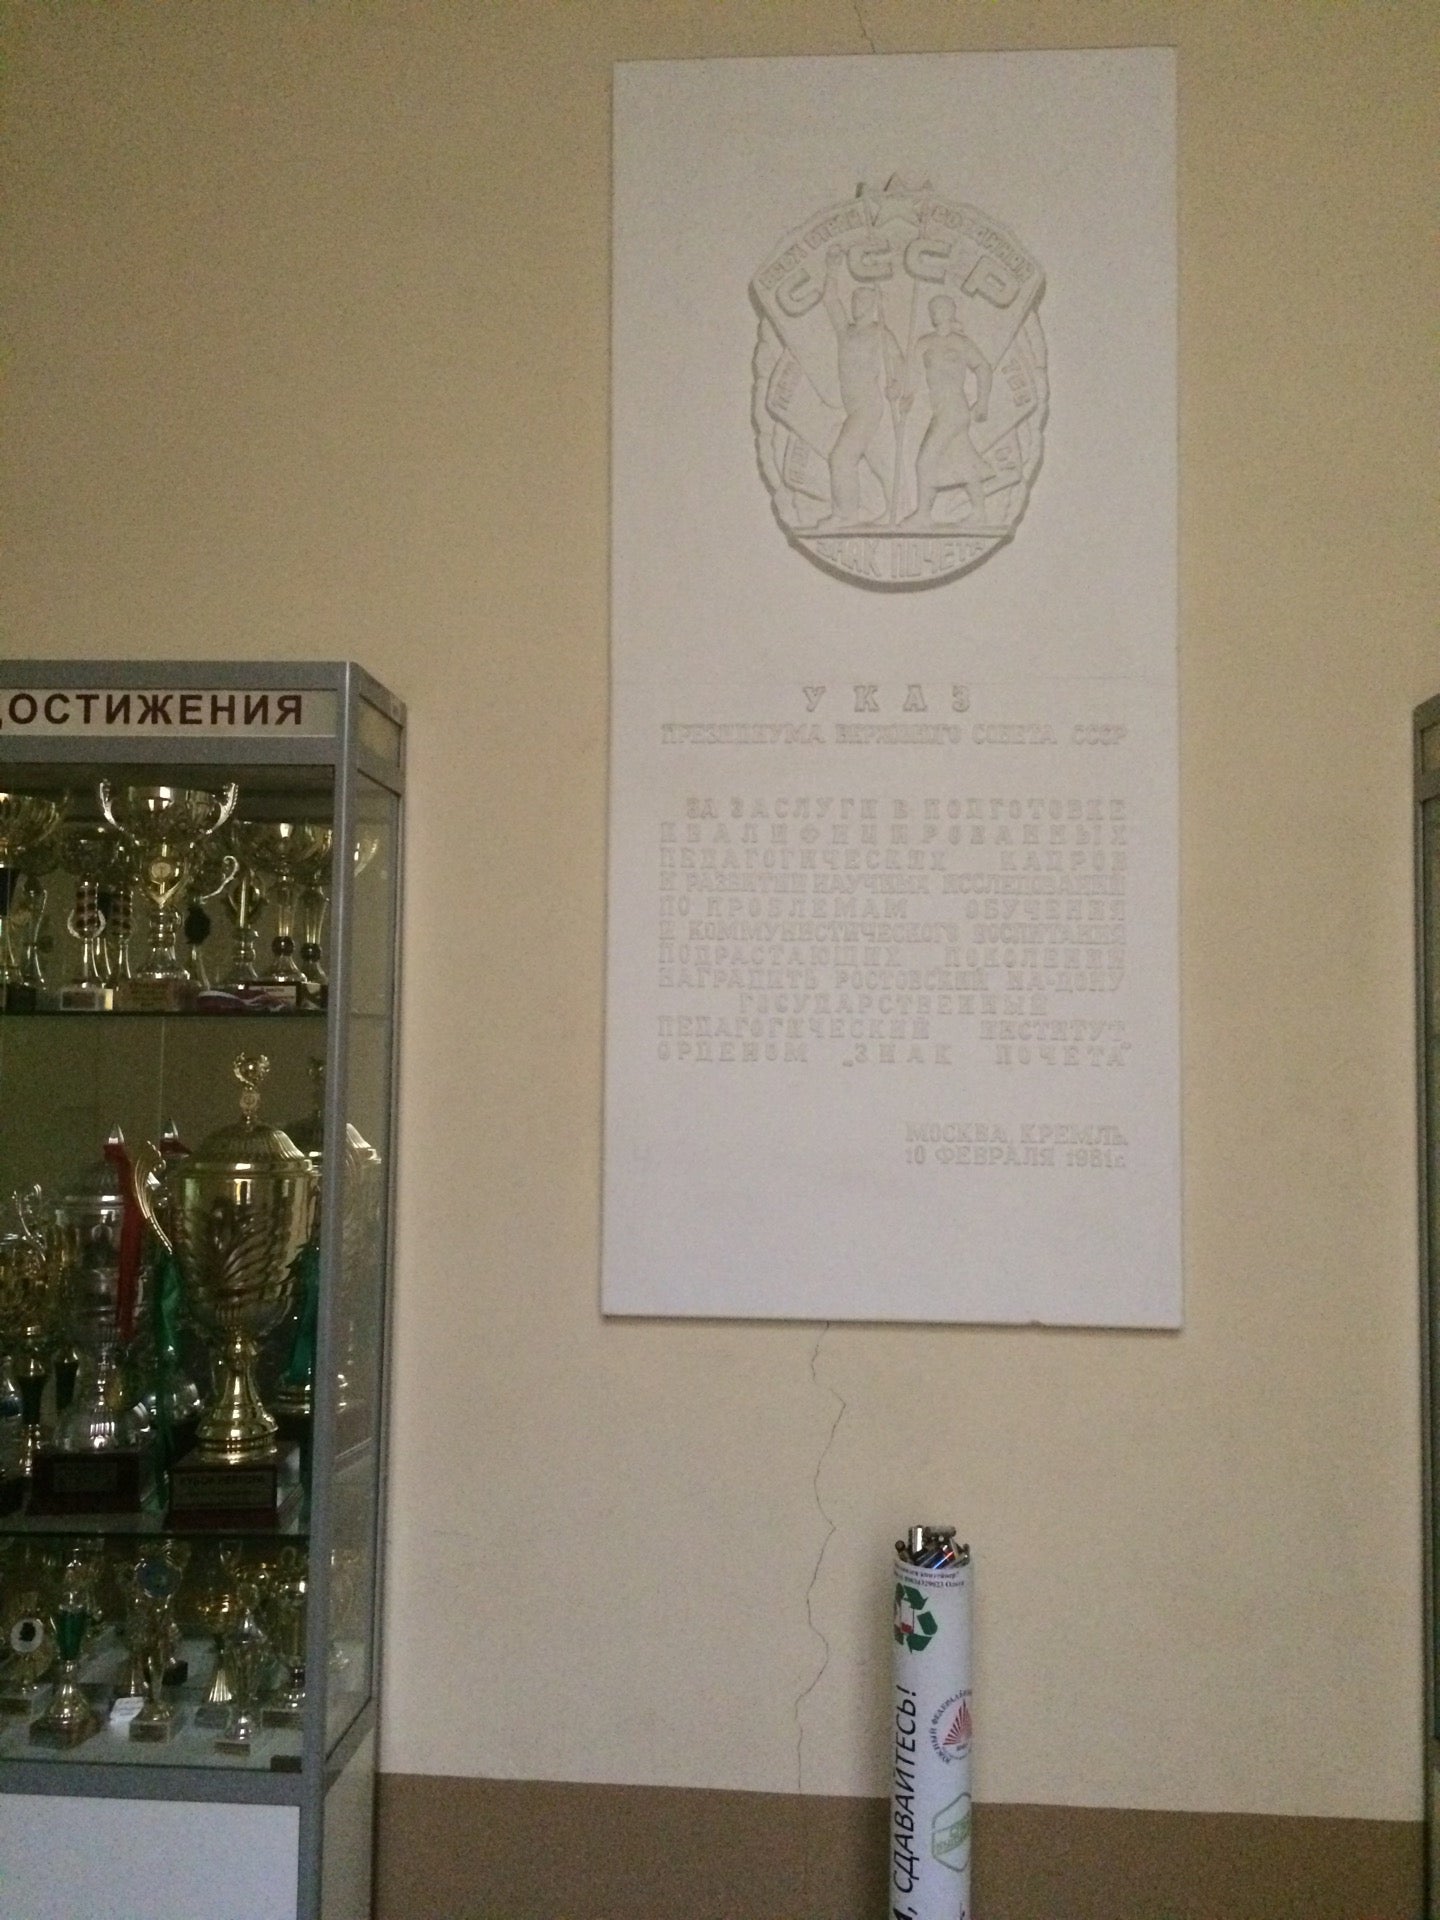 ДОСТИЖЕНИЯ
СССР
ЗНАК ПОЧЕТА
УКАЗ
ПРЕЗИДИУМА ВЕРХОВНОГО СОВЕТА СССР
ЗА ЗАСЛУГИ В ПОДГОТОВКЕ
КВАЛИФИЦИРОВАННЫХ
ПЕДАГОГИЧЕСКИХ КАДРОВ
И РАЗВИТИИ НАУЧНЫХ ИССЛЕДОВАНИЙ
ПО ПРОБЛЕМАМ ОБУЧЕНИЯ
И КОММУНИСТИЧЕСКОГО ВОСПИТАНИЯ
ПОДРАСТАЮЩИХ ПОКОЛЕНИЙ
НАГРАДИТЬ РОСТОВСКИЙ-НА-ДОНУ
ГОСУДАРСТВЕННЫЙ
ПЕДАГОГИЧЕСКИЙ ИНСТИТУТ
ОРДЕНОМ „ЗНАК ПОЧЕТА"
МОСКВА, КРЕМЛЬ.
10 ФЕВРАЛЯ 1981 г.
СДАВАЙТЕСЬ!